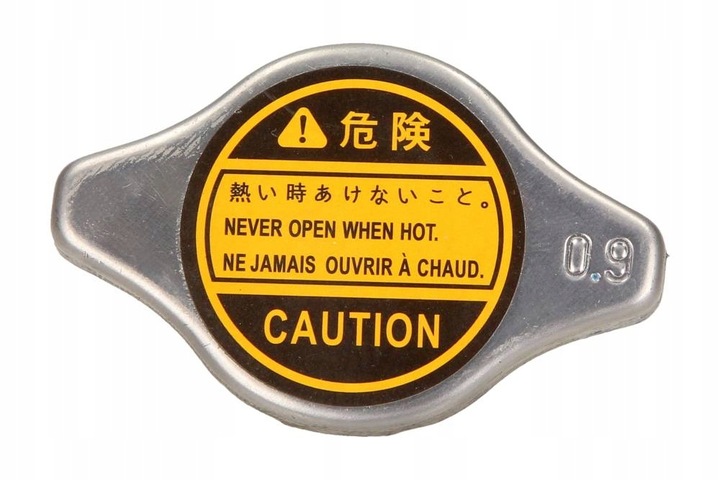 危険
熱い時あけないこと。
NEVER OPEN WHEN HOT.
NE JAMAIS OUVRIR À CHAUD.
CAUTION
0.9